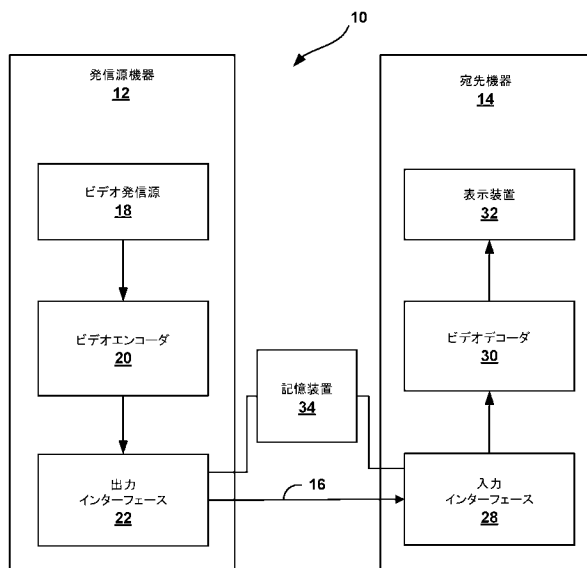 10
発信源機器
12
ビデオ発信源
18
ビデオエンコーダ
20
出力
インターフェース
22
記憶装置
34
16
宛先機器
14
表示装置
32
ビデオデコーダ
30
入力
インターフェース
28